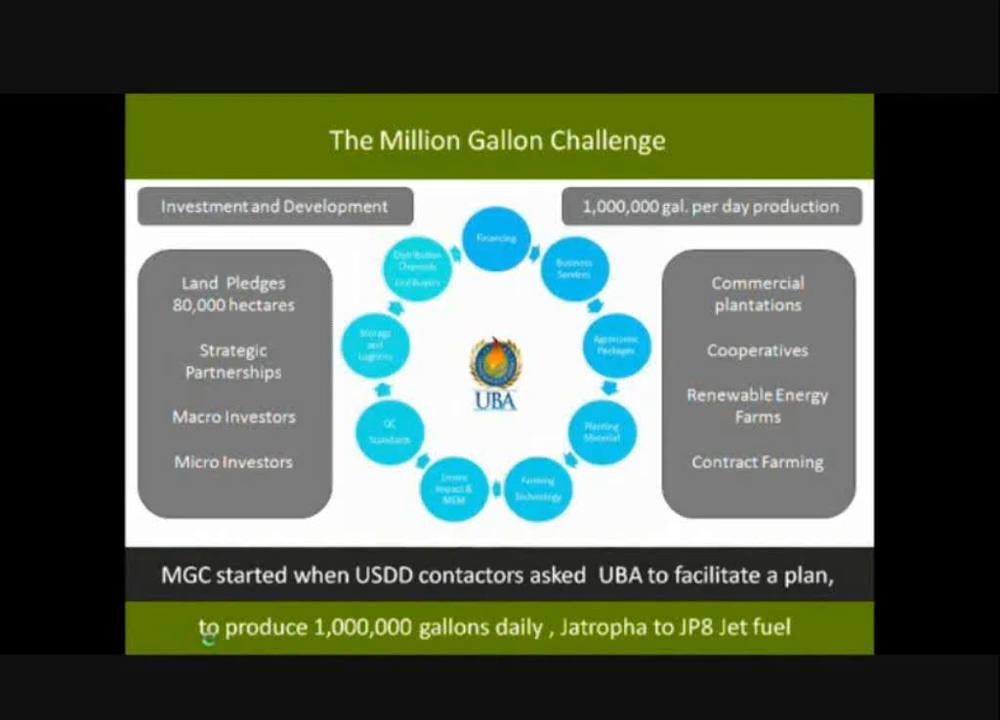 The Million Gallon Challenge
Investment and Development
1,000,000 gal. per day production
Land Pledges
80,000 hectares
Strategic
Partnerships
Macro Investors
Micro Investors
Financing
Business
Services
Agronomic
Packages
Planting
Material
Farming
Technology
Impact &
QC
Standards
Storage
and
Logistics
Distribution
Channels
End Buyers
UBA
Commercial
plantations
Cooperatives
Renewable Energy
Farms
Contract Farming
MGC started when USDD contactors asked UBA to facilitate a plan,
to produce 1,000,000 gallons daily , Jatropha to JP8 Jet fuel